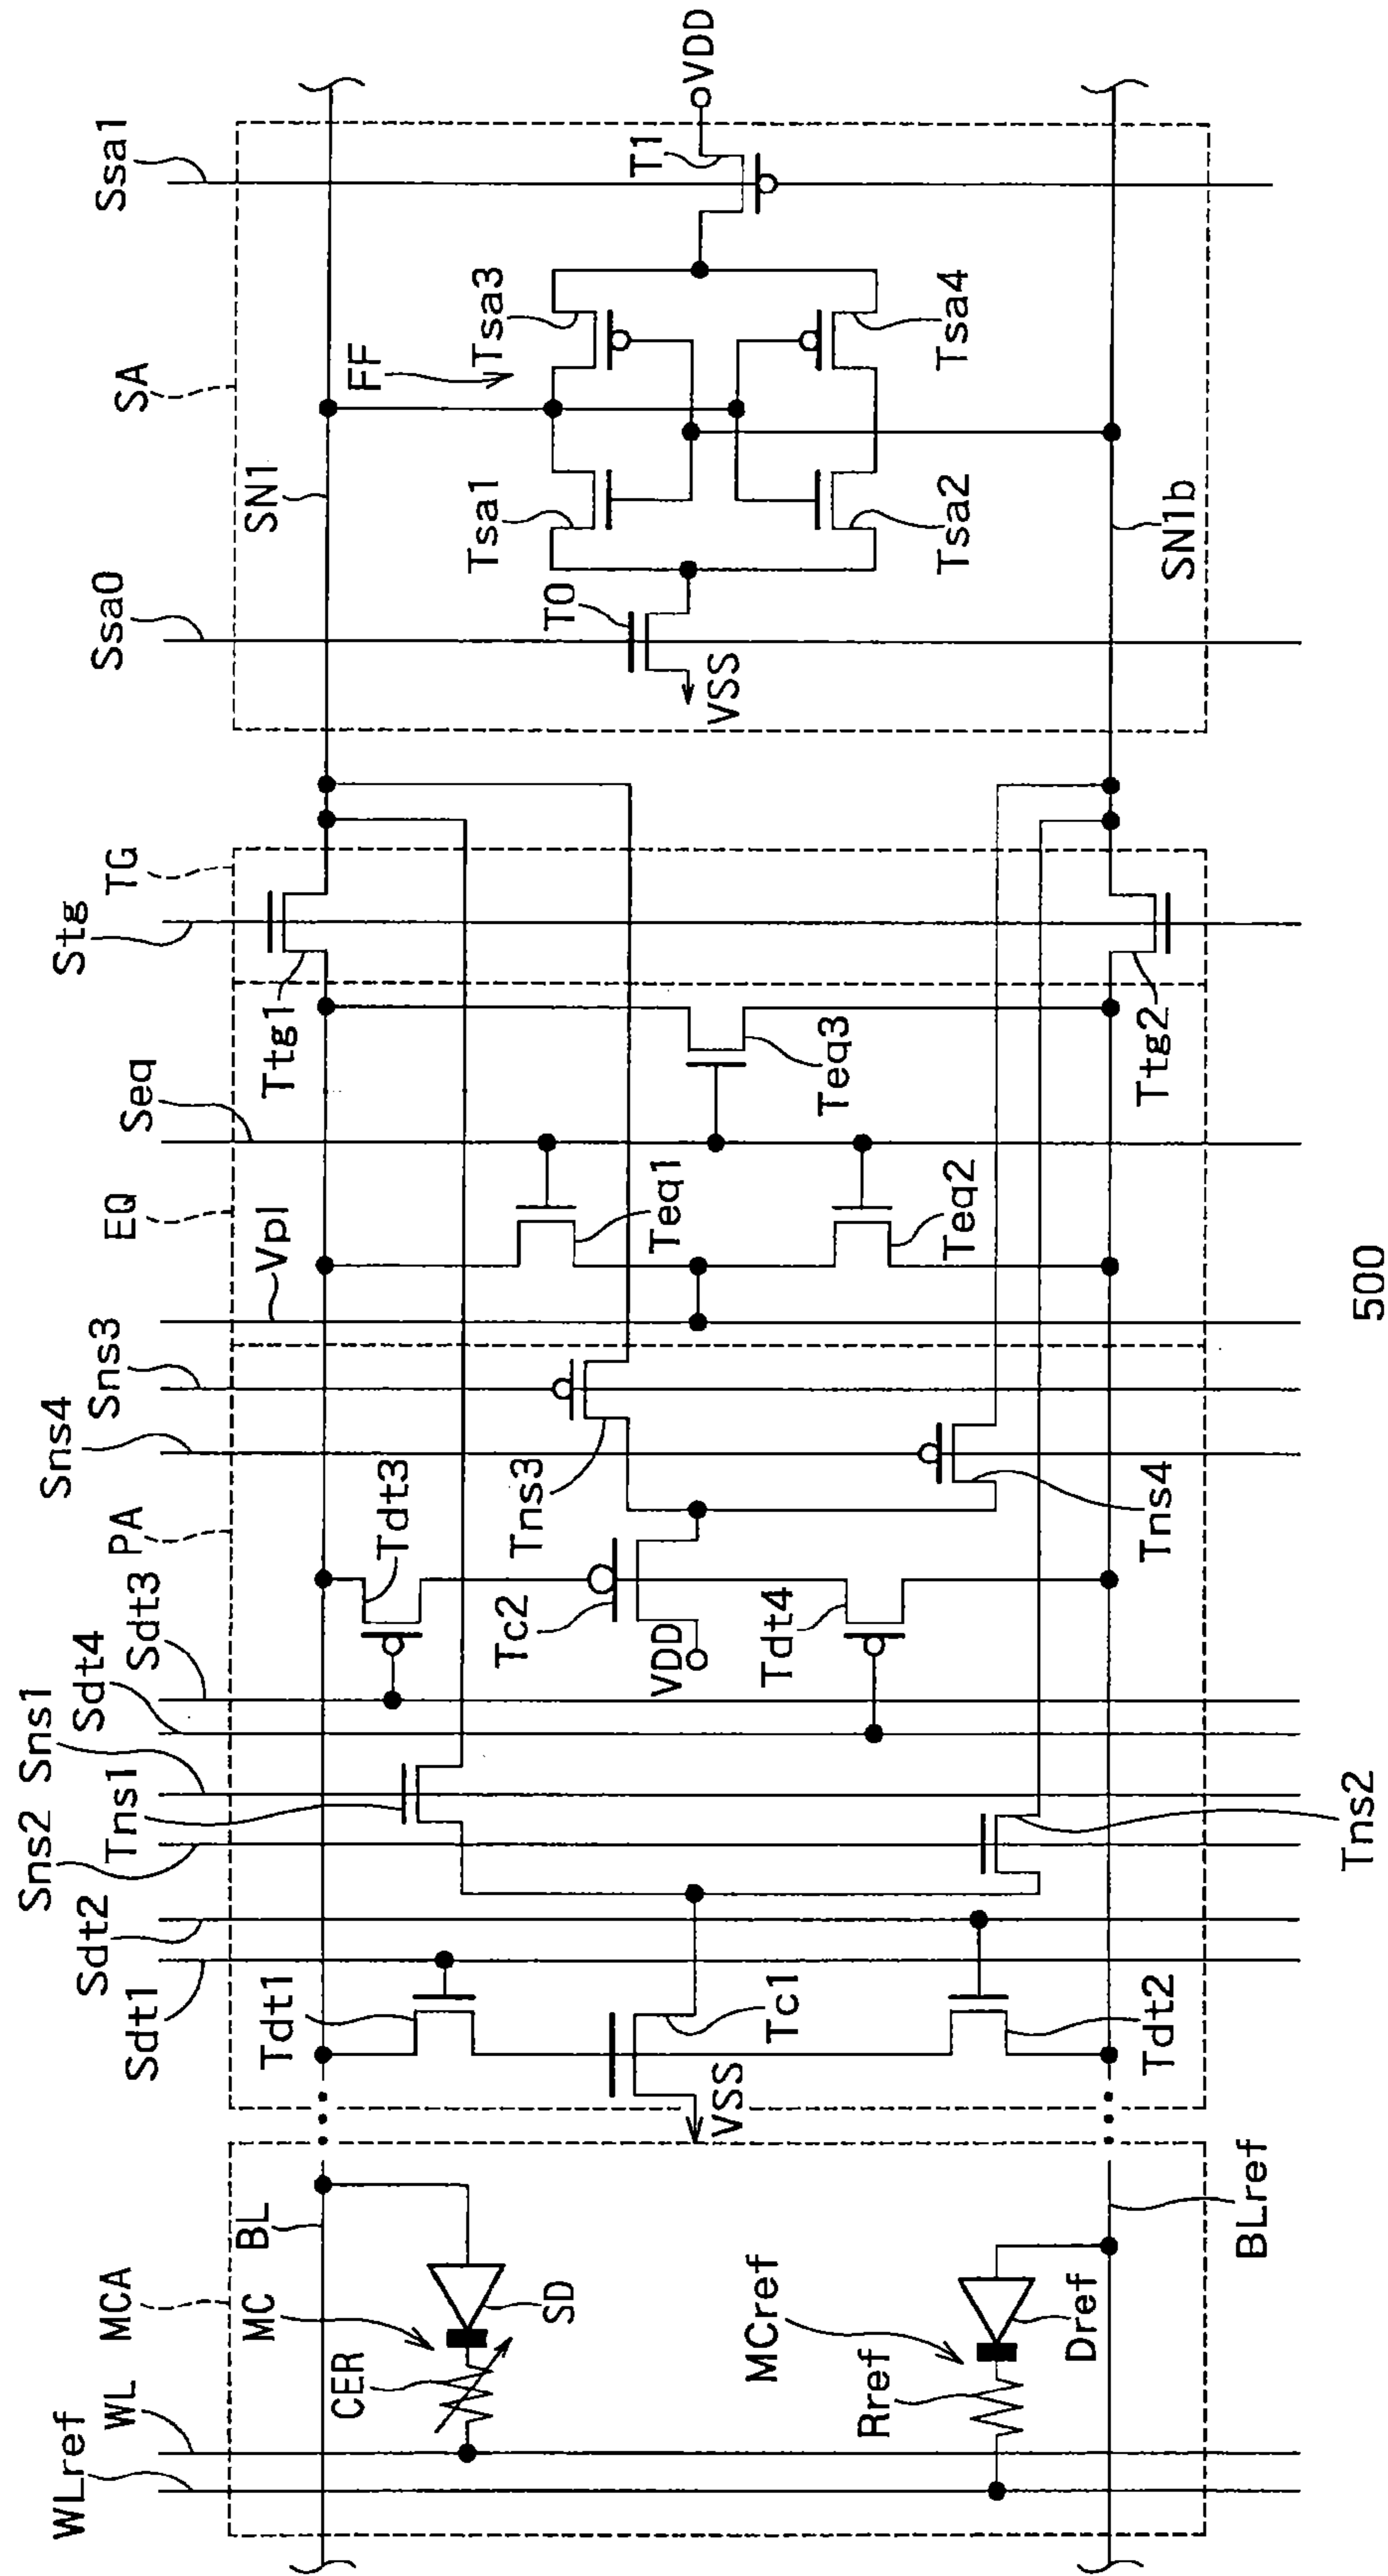 WLref
WL
MCA
MC
BL
CER
SD
MCref
Rref
Dref
BLref
Sdt1
Sdt2
Sns2
Tns1
Sns1
Sdt4
Sdt3
PA
Sns4
Sns3
Tdt1
VSS
Tc1
Tdt2
Tns2
Tdt3
Tc2
VDD
Tdt4
Tns3
Tns4
Vpl
EQ
Seq
Teq1
Teq2
Teq3
Stg
TG
Ttg1
Ttg2
Ssa0
SN1
SA
Ssa1
FF
T0
VSS
Tsa1
Tsa3
Tsa2
Tsa4
T1
VDD
SN1b
500